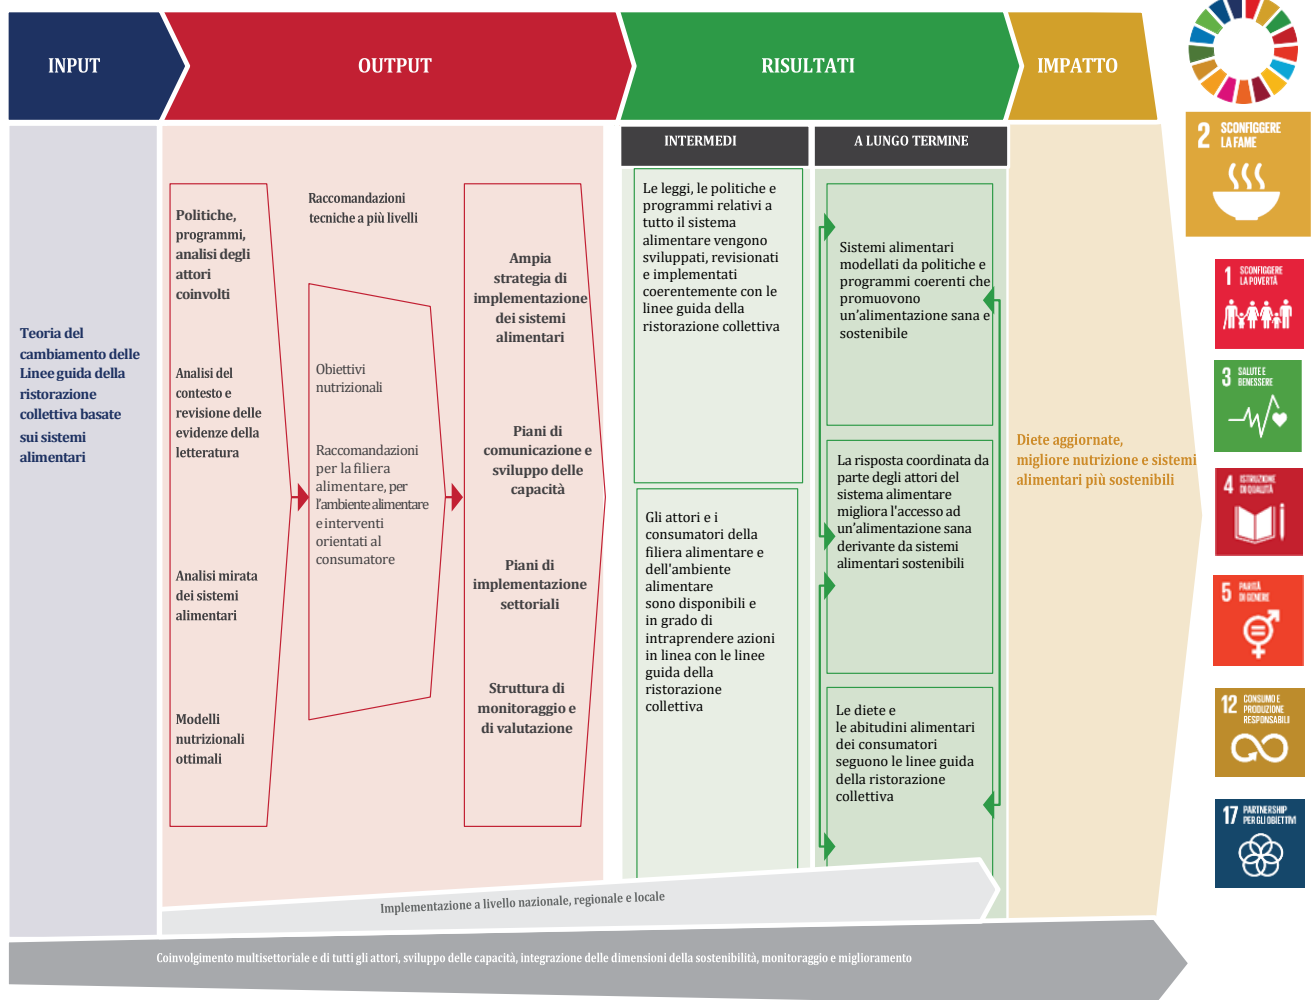 INPUT
OUTPUT
RISULTATI
IMPATTO
INTERMEDI
A LUNGO TERMINE
Teoria del
cambiamento delle
Linee guida della
ristorazione
collettiva basate
sui sistemi
alimentari
Politiche,
programmi,
analisi degli
attori
coinvolti
Analisi del
contesto e
revisione delle
evidenze della
letteratura
Analisi mirata
dei sistemi
alimentari
Modelli
nutrizionali
ottimali
Raccomandazioni
tecniche a più livelli
Obiettivi
nutrizionali
Raccomandazioni
per la filiera
alimentare, per
l'ambiente alimentare
e interventi
orientati al
consumatore
Ampia
strategia di
implementazione
dei sistemi
alimentari
Piani di
comunicazione e
sviluppo delle
capacità
Piani di
implementazione
settoriali
Struttura di
monitoraggio e
di valutazione
Le leggi, le politiche e
programmi relativi a
tutto il sistema
alimentare vengono
sviluppati, revisionati
e implementati
coerentemente con le
linee guida della
ristorazione collettiva
Gli attori e i
consumatori della
filiera alimentare e
dell'ambiente
alimentare
sono disponibili e
in grado di
intraprendere azioni
in linea con le linee
guida della
ristorazione
collettiva
Sistemi alimentari
modellati da politiche e
programmi coerenti che
promuovono
un'alimentazione sana e
sostenibile
La risposta coordinata da
parte degli attori del
sistema alimentare
migliora l'accesso ad
un'alimentazione sana
derivante da sistemi
alimentari sostenibili
Le diete e
le abitudini alimentari
dei consumatori
seguono le linee guida
della ristorazione
collettiva
Diete aggiornate,
migliore nutrizione e sistemi
alimentari più sostenibili
2 SCONFIGGERE
LA FAME
1 SCONFIGGERE
LA POVERTÀ
3 SALUTE E
BENESSERE
4 ISTRUZIONE
DI QUALITÀ
5 PARITÀ
DI GENERE
12 CONSUMO E
PRODUZIONE
RESPONSABILI
17 PARTNERSHIP
PER GLI OBIETTIVI
Implementazione a livello nazionale, regionale e locale
Coinvolgimento multisettoriale e di tutti gli attori, sviluppo delle capacità, integrazione delle dimensioni della sostenibilità, monitoraggio e miglioramento